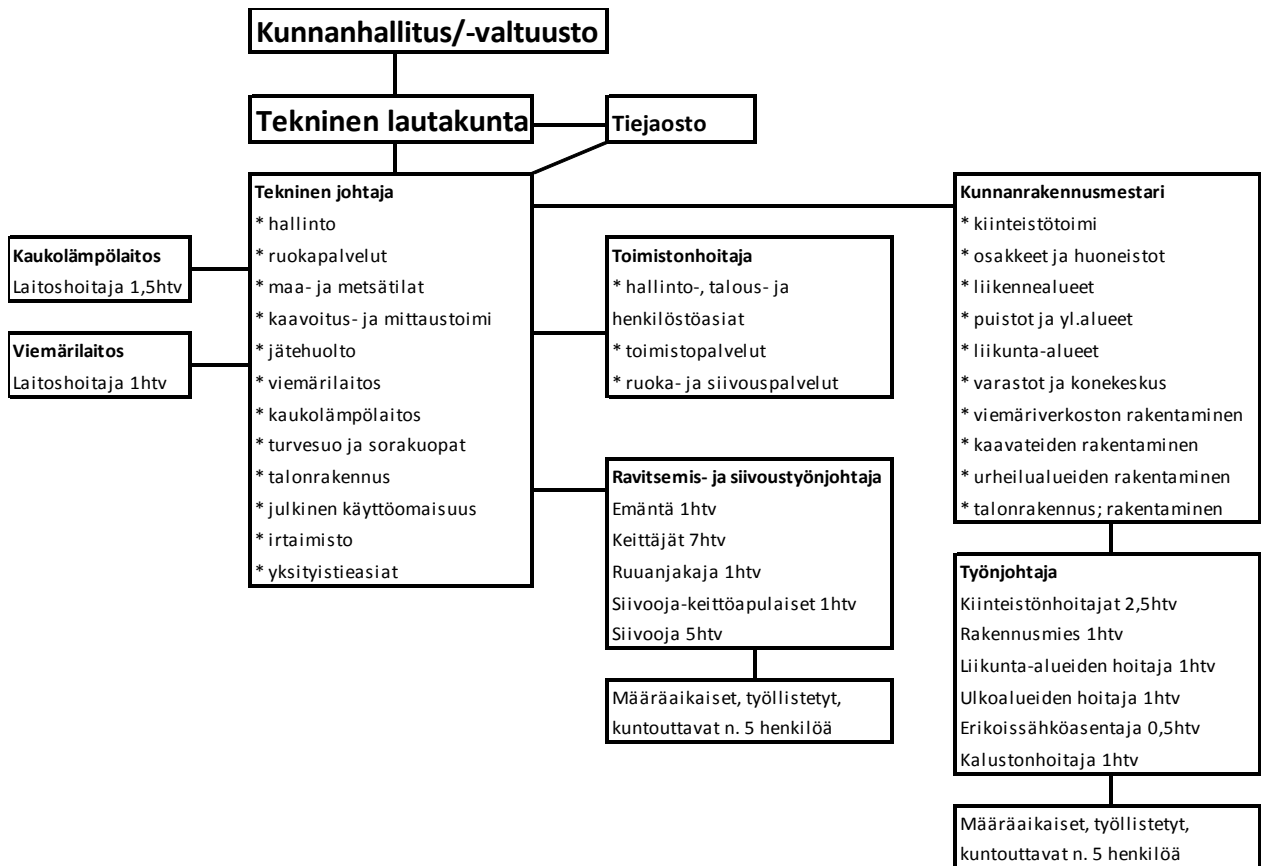 Kunnanhallitus/-valtuusto
Tekninen lautakunta
Tiejaosto
Tekninen johtaja
* hallinto
* ruokapalvelut
* maa- ja metsätilat
* kaavoitus- ja mittaustoimi
* jätehuolto
* viemärilaitos
* kaukolämpölaitos
* turvesuo ja sorakuopat
* talonrakennus
* julkinen käyttöomaisuus
* irtaimisto
* yksityistieasiat
Kaukolämpölaitos
Laitoshoitaja 1,5htv
Viemärilaitos
Laitoshoitaja 1htv
Toimistonhoitaja
* hallinto-, talous- ja
henkilöstöasiat
* toimistopalvelut
* ruoka- ja siivouspalvelut
Ravitsemis- ja siivoustyönjohtaja
Emäntä 1htv
Keittäjät 7htv
Ruuanjakaja 1htv
Siivooja-keittöapulaiset 1htv
Siivooja 5htv
Määräaikaiset, työllistetyt,
kuntouttavat n. 5 henkilöä
Kunnanrakennusmestari
* kiinteistötoimi
* osakkeet ja huoneistot
* liikennealueet
* puistot ja yl.alueet
* liikunta-alueet
* varastot ja konekeskus
* viemäriverkoston rakentaminen
* kaavateiden rakentaminen
* urheilualueiden rakentaminen
* talonrakennus; rakentaminen
Työnjohtaja
Kiinteistönhoitajat 2,5htv
Rakennusmies 1htv
Liikunta-alueiden hoitaja 1htv
Ulkoalueiden hoitaja 1htv
Erikoissähköasentaja 0,5htv
Kalustonhoitaja 1htv
Määräaikaiset, työllistetyt,
kuntouttavat n. 5 henkilöä